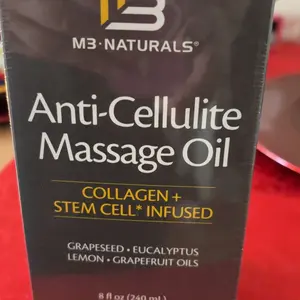 M3·NATURALS®
Anti-Cellulite
Massage Oil
COLLAGEN +
STEM CELL* INFUSED
GRAPESEED • EUCALYPTUS
LEMON • GRAPEFRUIT OILS
8 fl oz (240 mL)